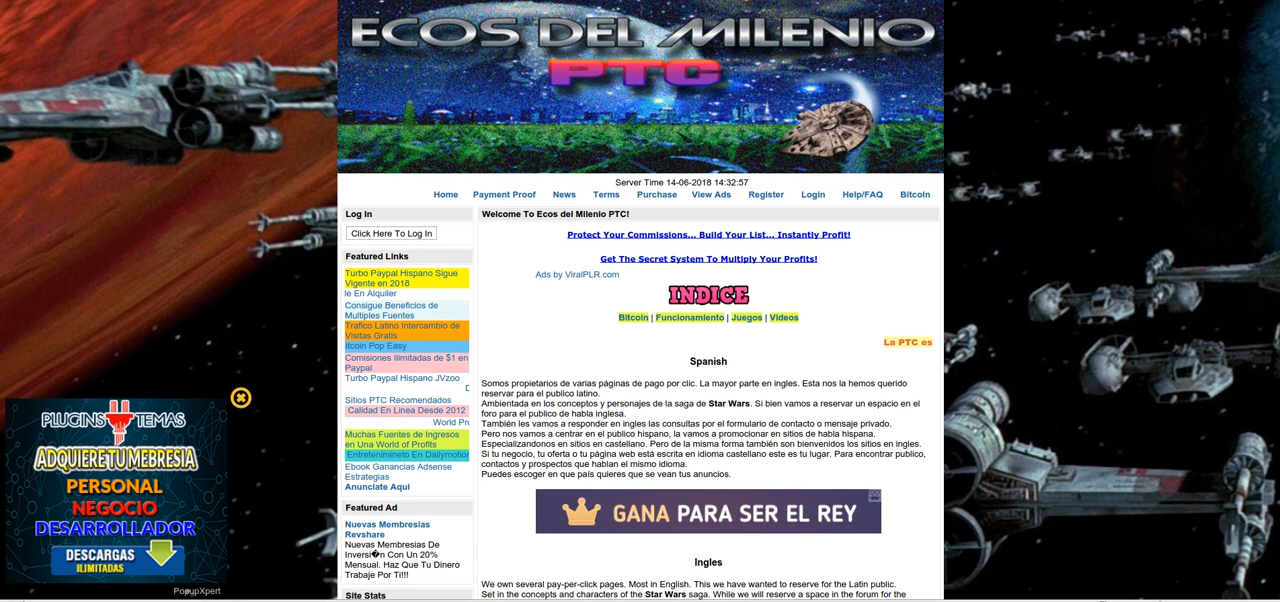 ECOS DEL MILENIO
PTC
Server Time 14-06-2018 14:32:57
Home Payment Proof News Terms Purchase View Ads Register Login Help/FAQ Bitcoin
Log In
Click Here To Log In
Featured Links
Turbo Paypal Hispano Sigue
Vigente en 2018
le En Alquiler
Consigue Beneficios de
Multiples Fuentes
Trafico Latino Intercambio de
Visitas Gratis
itcoin Pop Easy
Comisiones Ilimitadas de $1 en
Paypal
Turbo Paypal Hispano JVzoo
Sitios PTC Recomendados
Calidad En Linea Desde 2012
World Pro
Muchas Fuentes de Ingresos
en Una World of Profits
Entretenimineto En Dailymotion
Ebook Ganancias Adsense
Estrategias
Anunciate Aqui
Featured Ad
Nuevas Membresias
Revshare
Nuevas Membresias De
Inversi�n Con Un 20%
Mensual. Haz Que Tu Dinero
Trabaje Por Ti!!!
Site Stats
Welcome To Ecos del Milenio PTC!
Protect Your Commissions... Build Your List... Instantly Profit!
Get The Secret System To Multiply Your Profits!
Ads by ViralPLR.com
INDICE
Bitcoin | Funcionamiento | Juegos | Videos
La PTC es
Spanish
Somos propietarios de varias páginas de pago por clic. La mayor parte en ingles. Esta nos la hemos querido
reservar para el publico latino.
Ambientada en los conceptos y personajes de la saga de Star Wars. Si bien vamos a reservar un espacio en el
foro para el publico de habla inglesa.
También les vamos a responder en ingles las consultas por el formulario de contacto o mensaje privado.
Pero nos vamos a centrar en el publico hispano, la vamos a promocionar en sitios de habla hispana.
Especializandonos en sitios en castellano. Pero de la misma forma también son bienvenidos los sitios en ingles.
Si tu negocio, tu oferta o tu página web está escrita en idioma castellano este es tu lugar. Para encontrar publico,
contactos y prospectos que hablan el mismo idioma.
Puedes escoger en que país quieres que se vean tus anuncios.
GANA PARA SER EL REY
Ingles
We own several pay-per-click pages. Most in English. This we have wanted to reserve for the Latin public.
Set in the concepts and characters of the Star Wars saga. While we will reserve a space in the forum for the
PLUGINS TEMAS
ADQUIERE TU MEBRESIA
PERSONAL
NEGOCIO
DESARROLLADOR
DESCARGAS
ILIMITADAS
PopupXpert